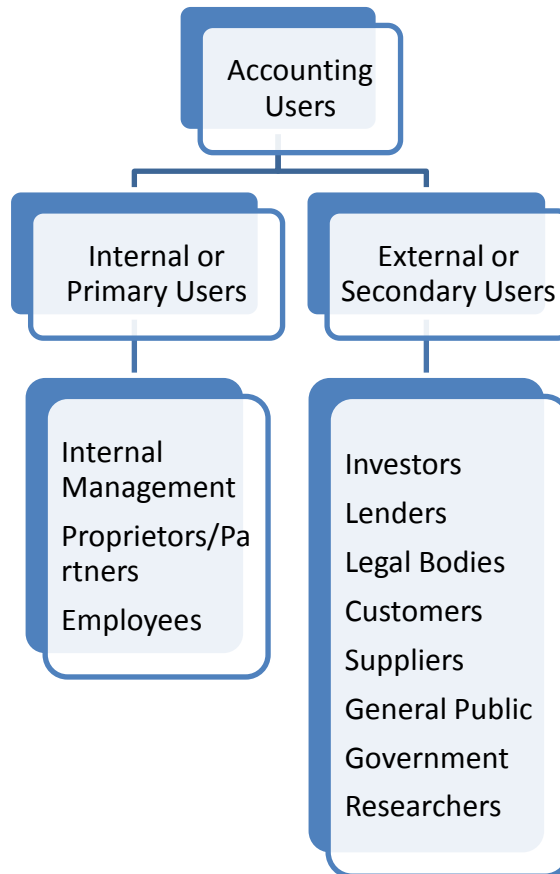 Accounting
Users
Internal or
Primary Users
External or
Secondary Users
Internal
Management
Proprietors/Pa
rtners
Employees
Investors
Lenders
Legal Bodies
Customers
Suppliers
General Public
Government
Researchers